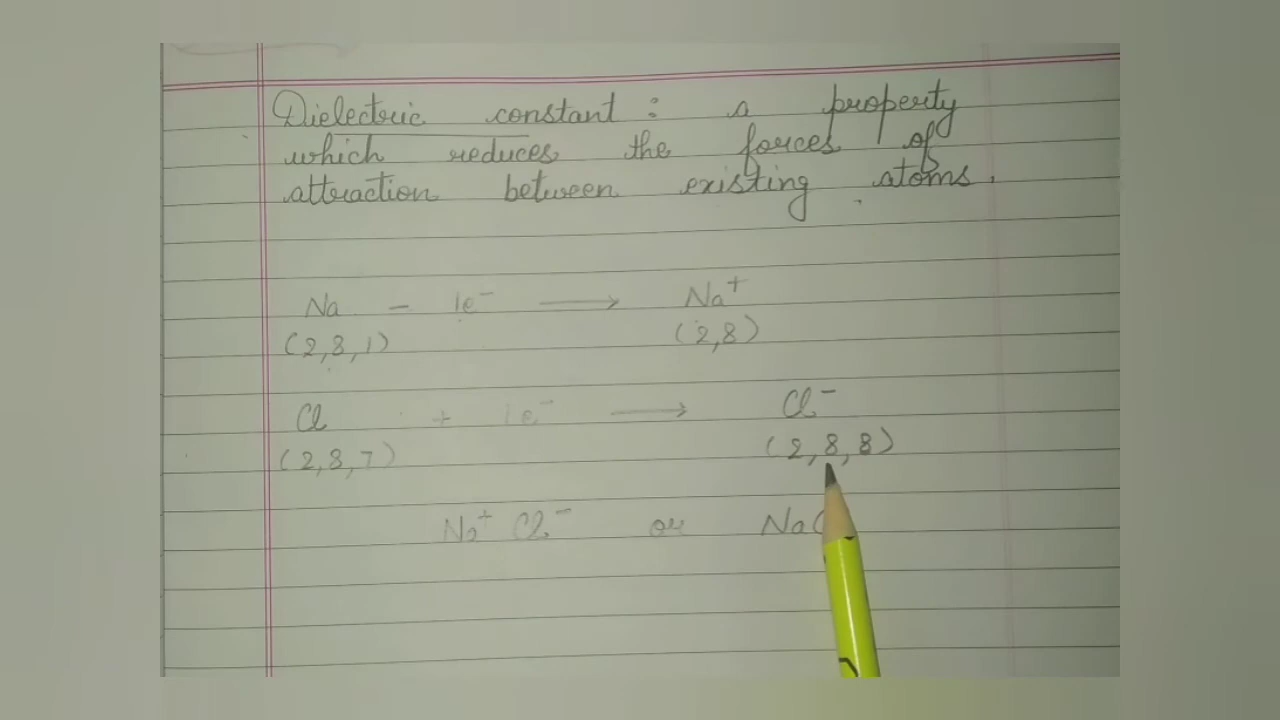 Dielectric constant : a property
which reduces the forces of
attraction between existing atoms.
Na - 1e⁻ ⟶ Na⁺
(2,8,1) (2,8)
Cl + 1e⁻ ⟶ Cl⁻
(2,8,7) (2,8,8)
Na⁺ Cl⁻ or